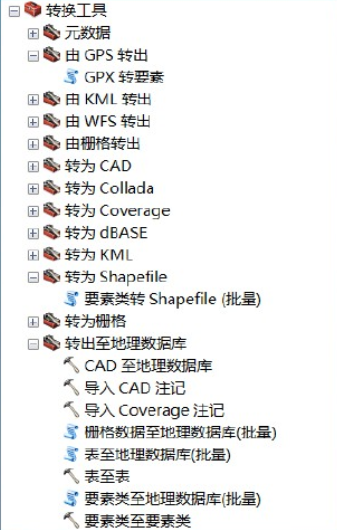 转换工具
元数据
由 GPS 转出
GPX 转要素
由 KML 转出
由 WFS 转出
由栅格转出
转为 CAD
转为 Collada
转为 Coverage
转为 dBASE
转为 KML
转为 Shapefile
要素类转 Shapefile (批量)
转为栅格
转出至地理数据库
CAD 至地理数据库
导入 CAD 注记
导入 Coverage 注记
栅格数据至地理数据库(批量)
表至地理数据库(批量)
表至表
要素类至地理数据库(批量)
要素类至要素类